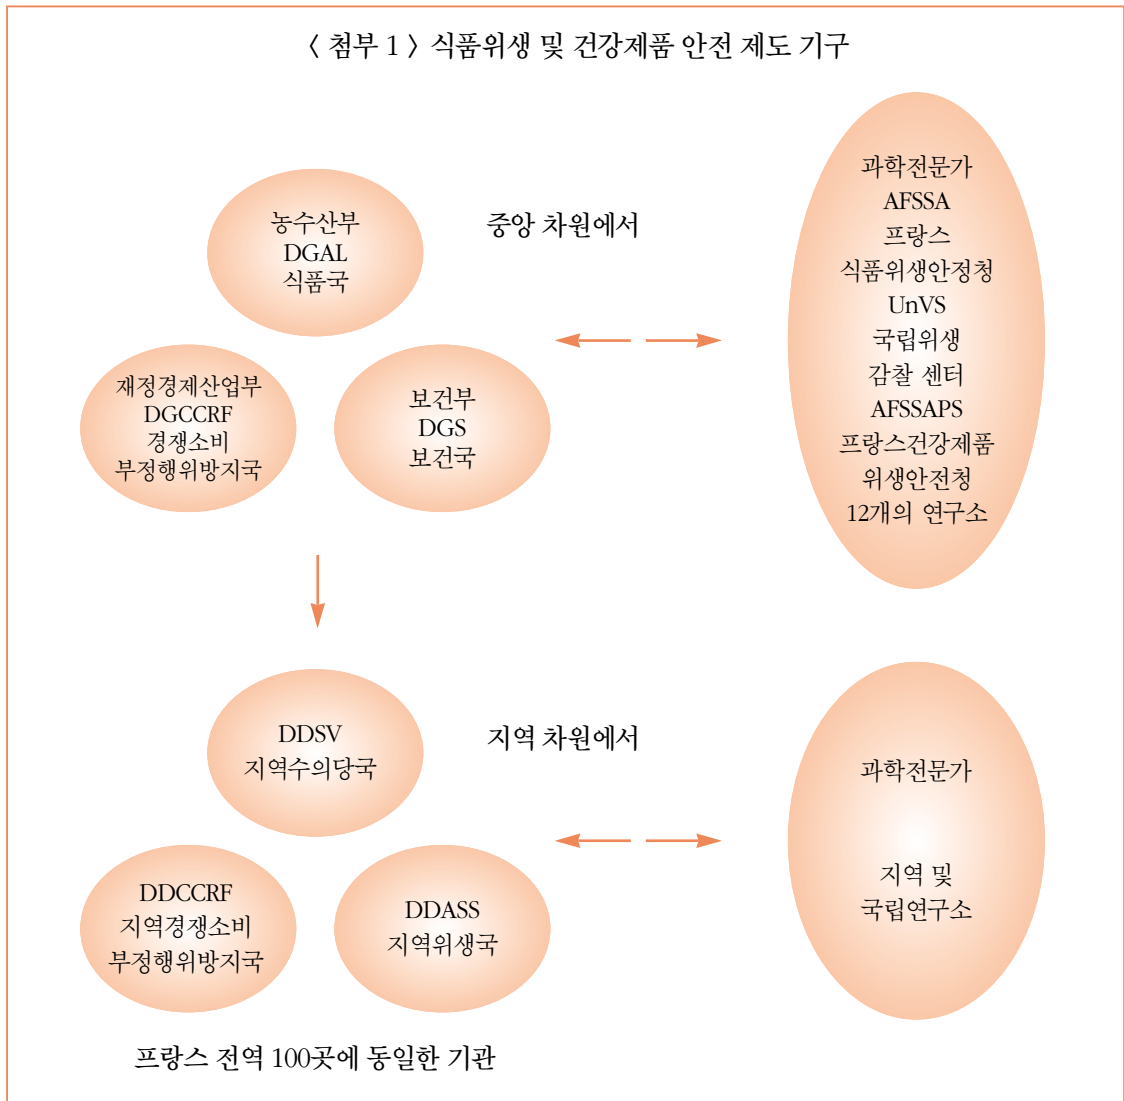 〈 첨부 1 〉 식품위생 및 건강제품 안전 제도 기구
농수산부
DGAL
식품국
중앙 차원에서
재정경제산업부
DGCCRF
경쟁소비
부정행위방지국
보건부
DGS
보건국
과학전문가
AFSSA
프랑스
식품위생안정청
UnVS
국립위생
감찰 센터
AFSSAPS
프랑스건강제품
위생안전청
12개의 연구소
DDSV
지역수의당국
지역 차원에서
DDCCRF
지역경쟁소비
부정행위방지국
DDASS
지역위생국
과학전문가
지역 및
국립연구소
프랑스 전역 100곳에 동일한 기관